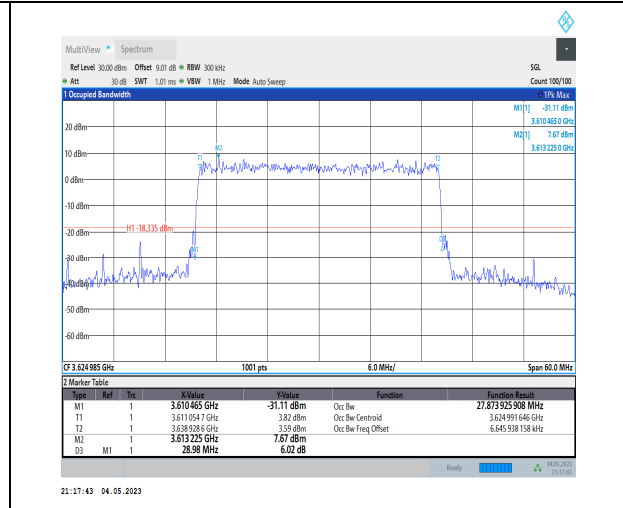 MultiView Spectrum
Ref Level 30.00 dBm Offset 9.01 dB RBW 300 kHz SGL
Att 30 dB SWT 1.01 ms VBW 1 MHz Mode Auto Sweep Count 100/100
1 Occupied Bandwidth 1Pk Max
M1[1] -31.11 dBm
3.610 465 0 GHz
20 dBm M2[1] 7.67 dBm
3.613 225 0 GHz
M2
10 dBm
T1 T2
0 dBm
-10 dBm
H1 -18.335 dBm
-20 dBm
D3
M1
-30 dBm
-40 dBm
-50 dBm
-60 dBm
CF 3.624 985 GHz 1001 pts 6.0 MHz/ Span 60.0 MHz
2 Marker Table
Type Ref Trc X-Value Y-Value Function Function Result
M1 1 3.610 465 GHz -31.11 dBm Occ Bw 27.873 925 908 MHz
T1 1 3.611 054 7 GHz 3.82 dBm Occ Bw Centroid 3.624 991 646 GHz
T2 1 3.638 928 6 GHz 3.59 dBm Occ Bw Freq Offset 6.645 938 158 kHz
M2 1 3.613 225 GHz 7.67 dBm
D3 M1 1 28.98 MHz 6.02 dB
Ready 04.05.2023
21:17:43
21:17:43 04.05.2023